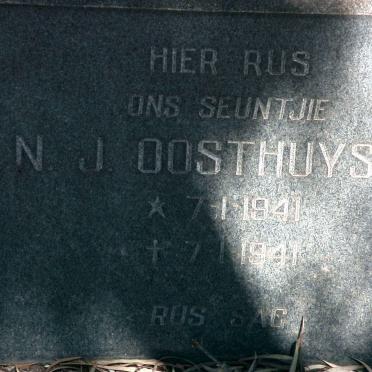 HIER RUS
ONS SEUNTJIE
N. J. OOSTHUYS
★ 7·1·1941
✝ 7·1·1941
RUS SAG